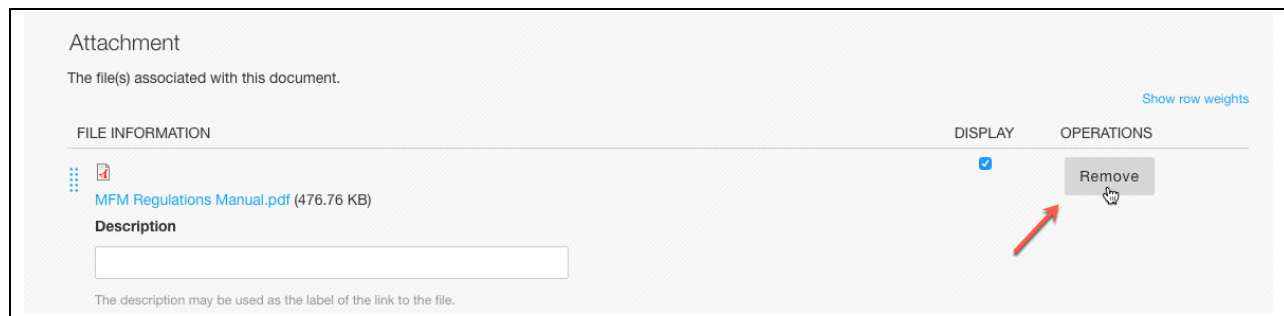 Attachment
The file(s) associated with this document.
Show row weights
FILE INFORMATION DISPLAY OPERATIONS
Remove
MFM Regulations Manual.pdf (476.76 KB)
Description
The description may be used as the label of the link to the file.